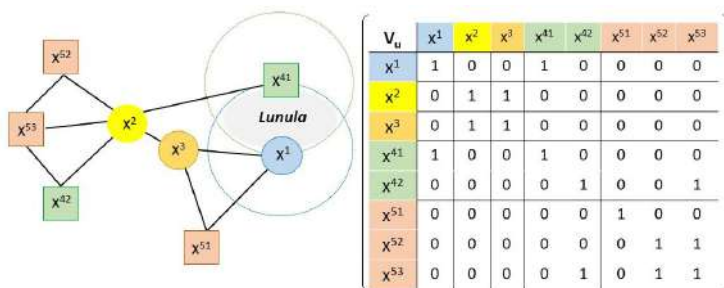 x⁵²
x⁴¹
Lunula
x⁵³
x²
x³
x¹
x⁴²
x⁵¹
Vᵤ x¹ x² x³ x⁴¹ x⁴² x⁵¹ x⁵² x⁵³
x¹ 1 0 0 1 0 0 0 0
x² 0 1 1 0 0 0 0 0
x³ 0 1 1 0 0 0 0 0
x⁴¹ 1 0 0 1 0 0 0 0
x⁴² 0 0 0 0 1 0 0 1
x⁵¹ 0 0 0 0 0 1 0 0
x⁵² 0 0 0 0 0 0 1 1
x⁵³ 0 0 0 0 1 0 1 1